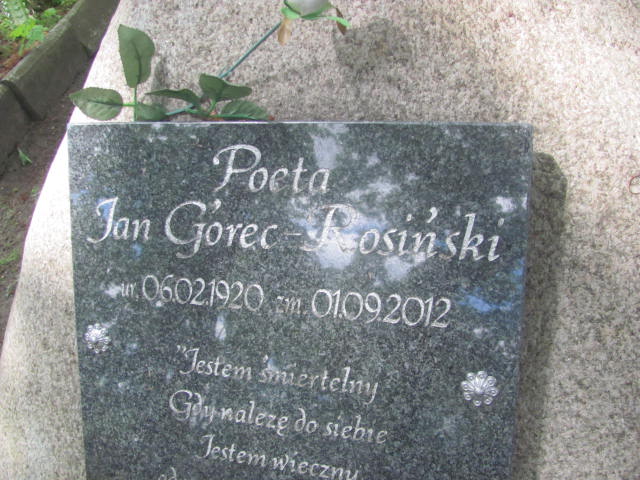 Poeta
Jan Górec-Rosiński
ur. 06.02.1920 zm. 01.09.2012
"Jestem śmiertelny
Gdy nalezę do siebie
Jestem wieczny